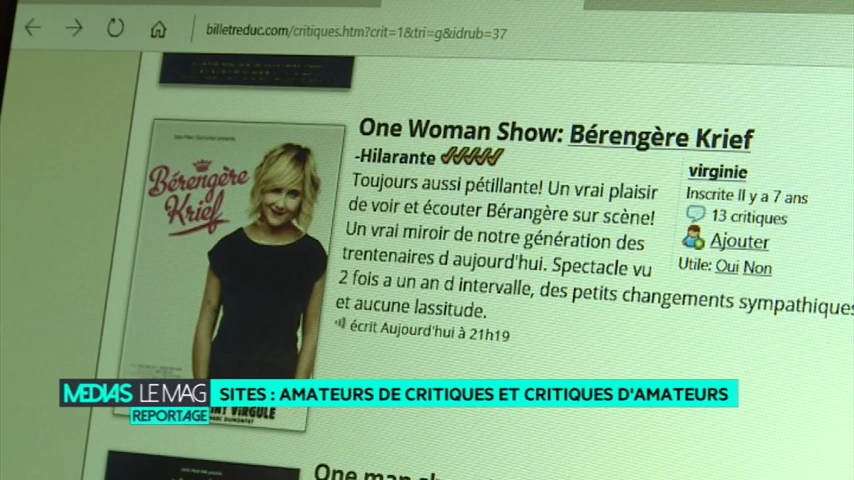 billetreduc.com/critiques.htm?crit=1&tri=g&idrub=37
One Woman Show: Bérengère Krief
-Hilarante
Toujours aussi pétillante! Un vrai plaisir
de voir et écouter Bérangère sur scène!
Un vrai miroir de notre génération des
trentenaires d aujourd'hui. Spectacle vu
2 fois a un an d intervalle, des petits changements sympathiques
et aucune lassitude.
écrit Aujourd'hui à 21h19
virginie
Inscrite Il y a 7 ans
13 critiques
Ajouter
Utile: Oui Non
Bérengère
Krief
VIRGULE
MEDIAS LE MAG
REPORTAGE
SITES : AMATEURS DE CRITIQUES ET CRITIQUES D'AMATEURS
One man